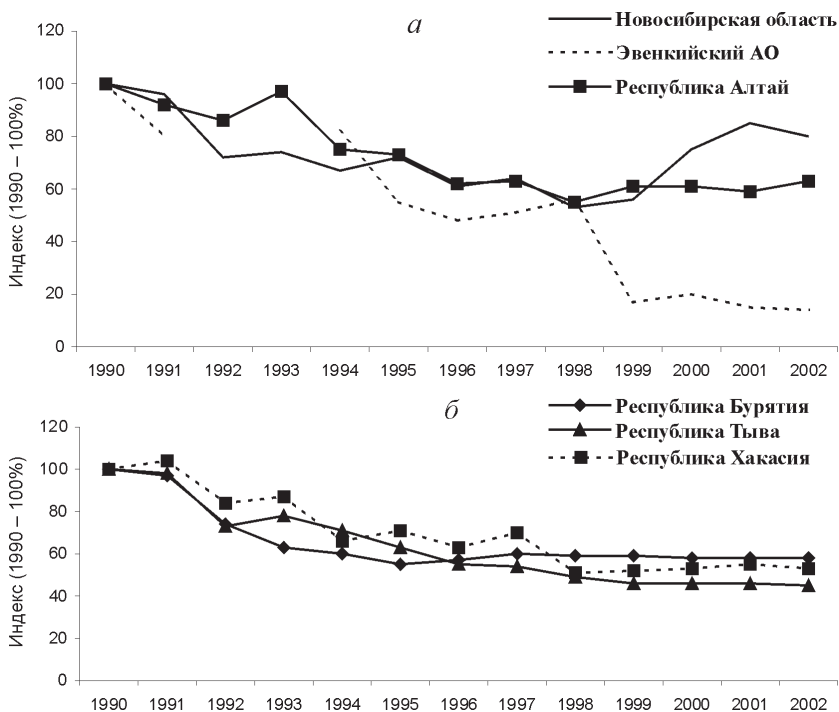 а
Новосибирская область
Эвенкийский АО
Республика Алтай
Индекс (1990 – 100%)
120
100
80
60
40
20
0
1990 1991 1992 1993 1994 1995 1996 1997 1998 1999 2000 2001 2002
б
Республика Бурятия
Республика Тыва
Республика Хакасия
Индекс (1990 – 100%)
120
100
80
60
40
20
0
1990 1991 1992 1993 1994 1995 1996 1997 1998 1999 2000 2001 2002